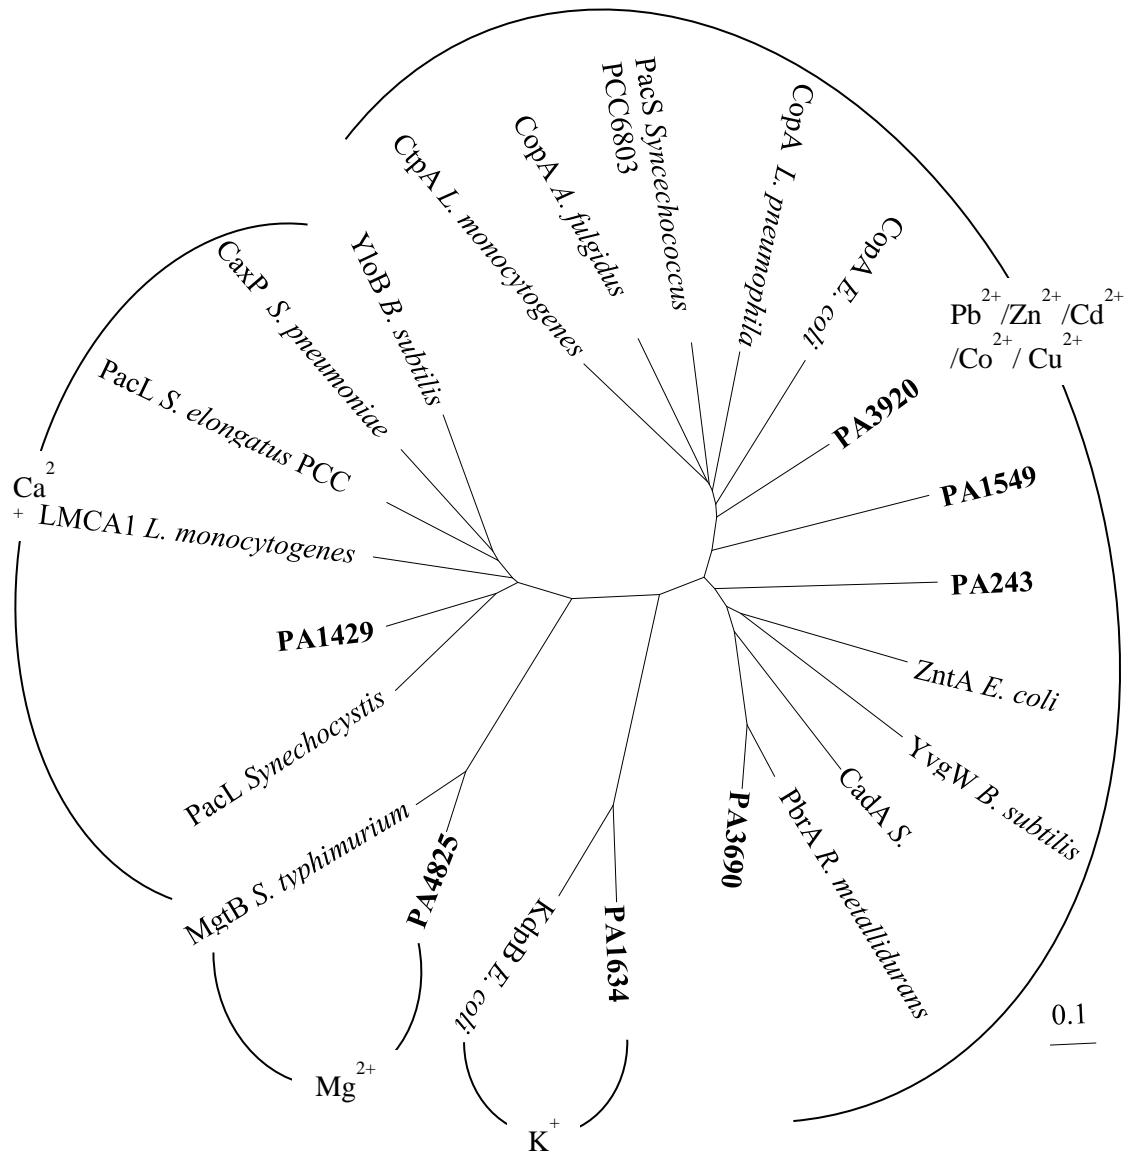 PacS Syncechococcus
PCC6803
CopA L. pneumophila
CopA A. fulgidus
CtpA L. monocytogenes
CopA E. coli
Pb2+/Zn2+/Cd2+
/Co2+/ Cu2+
YloB B. subtilis
CaxP S. pneumoniae
PacL S. elongatus PCC
PA3920
PA1549
Ca2
+ LMCA1 L. monocytogenes
PA243
PA1429
ZntA E. coli
PacL Synechocystis
YvgW B. subtilis
CadA S.
MgtB S. typhimurium
PA4825
PA3690
PbrA R. metallidurans
KdpB E. coli
PA1634
0.1
Mg2+
K+